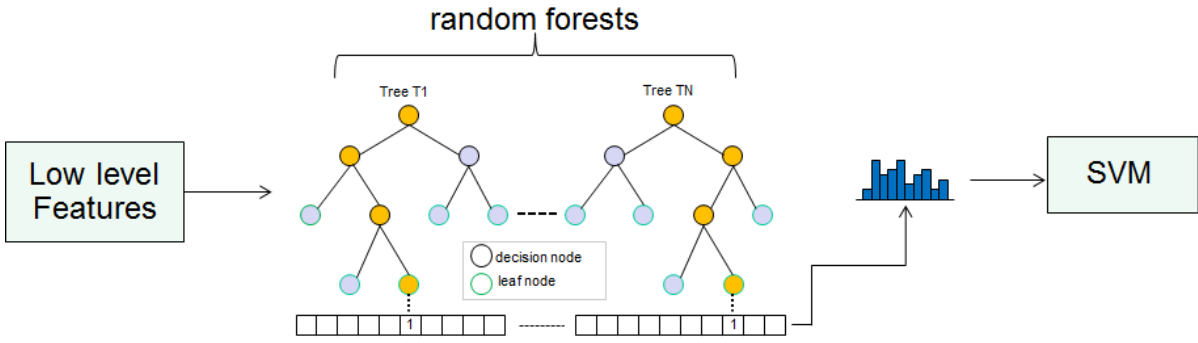 random forests
Tree T1
Tree TN
Low level
Features
SVM
decision node
leaf node
1
1